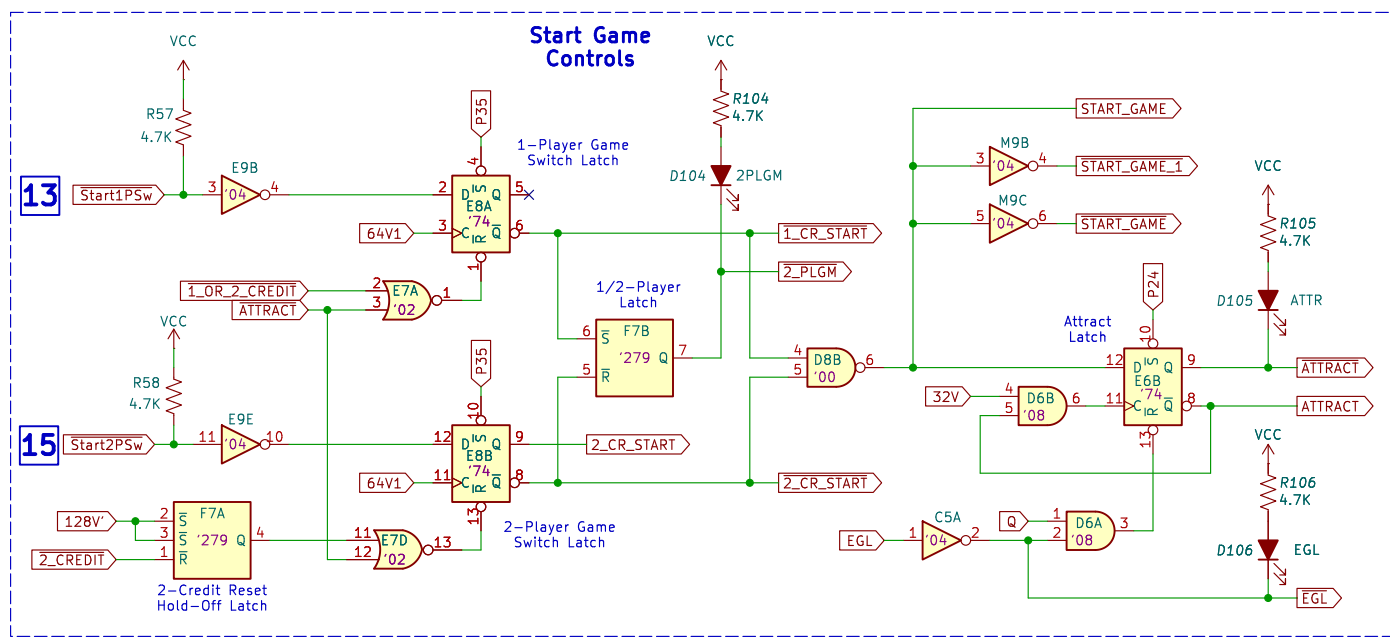 Start Game
Controls
VCC
R57
4.7K
13
Start1PSw
3
E9B
'04
4
P35
4
1-Player Game
Switch Latch
2
D
S
Q
5
E8A
'74
64V1
3
C
R
Q
6
1
1_OR_2_CREDIT
ATTRACT
2
3
E7A
'02
1
VCC
R58
4.7K
15
Start2PSw
11
E9E
'04
10
P35
10
12
D
S
Q
9
E8B
'74
64V1
11
C
R
Q
8
13
2_CR_START
2-Player Game
Switch Latch
128V'
2_CREDIT
2
3
1
S
S
R
F7A
'279
Q
4
2-Credit Reset
Hold-Off Latch
11
12
E7D
'02
13
VCC
R104
4.7K
D104
2PLGM
1_CR_START
2_PLGM
1/2-Player
Latch
6
S
F7B
'279
Q
7
5
R
4
5
D8B
'00
6
2_CR_START
START_GAME
M9B
3
'04
4
START_GAME_1
M9C
5
'04
6
START_GAME
VCC
R105
4.7K
D105
ATTR
P24
10
Attract
Latch
12
D
S
Q
9
E6B
'74
11
C
R
Q
8
13
ATTRACT
ATTRACT
32V
4
5
D6B
'08
6
EGL
1
C5A
'04
2
Q
1
2
D6A
'08
3
VCC
R106
4.7K
D106
EGL
EGL